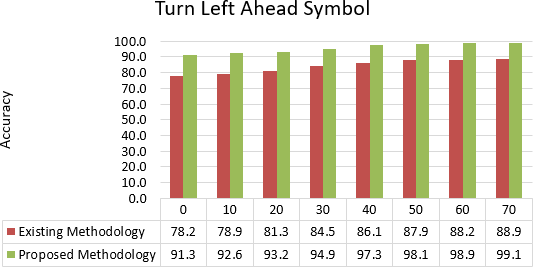 Turn Left Ahead Symbol
Accuracy
100.0
90.0
80.0
70.0
60.0
50.0
40.0
30.0
20.0
10.0
0.0
0 10 20 30 40 50 60 70
Existing Methodology 78.2 78.9 81.3 84.5 86.1 87.9 88.2 88.9
Proposed Methodology 91.3 92.6 93.2 94.9 97.3 98.1 98.9 99.1